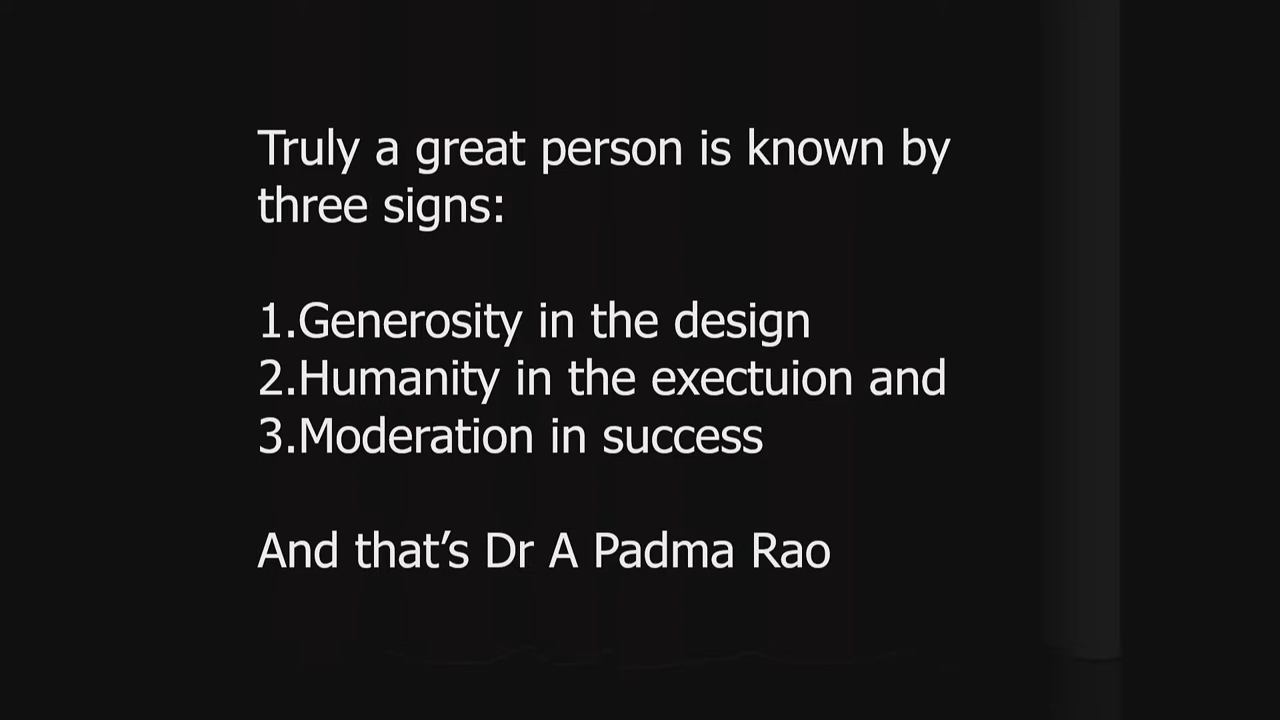 Truly a great person is known by
three signs:
1.Generosity in the design
2.Humanity in the exectuion and
3.Moderation in success
And that’s Dr A Padma Rao